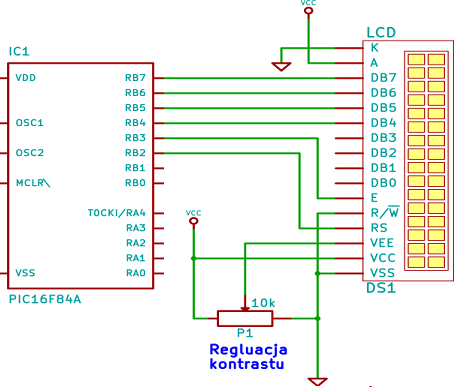 VCC
LCD
IC1
K
A
VDD
RB7
DB7
RB6
DB6
RB5
DB5
OSC1
RB4
DB4
RB3
DB3
OSC2
RB2
DB2
RB1
DB1
MCLR\
RB0
DB0
E
TOCKI/RA4
VCC
R/W
RA3
RS
RA2
VEE
RA1
VCC
VSS
RA0
VSS
PIC16F84A
10k
DS1
P1
Regluacja
kontrastu